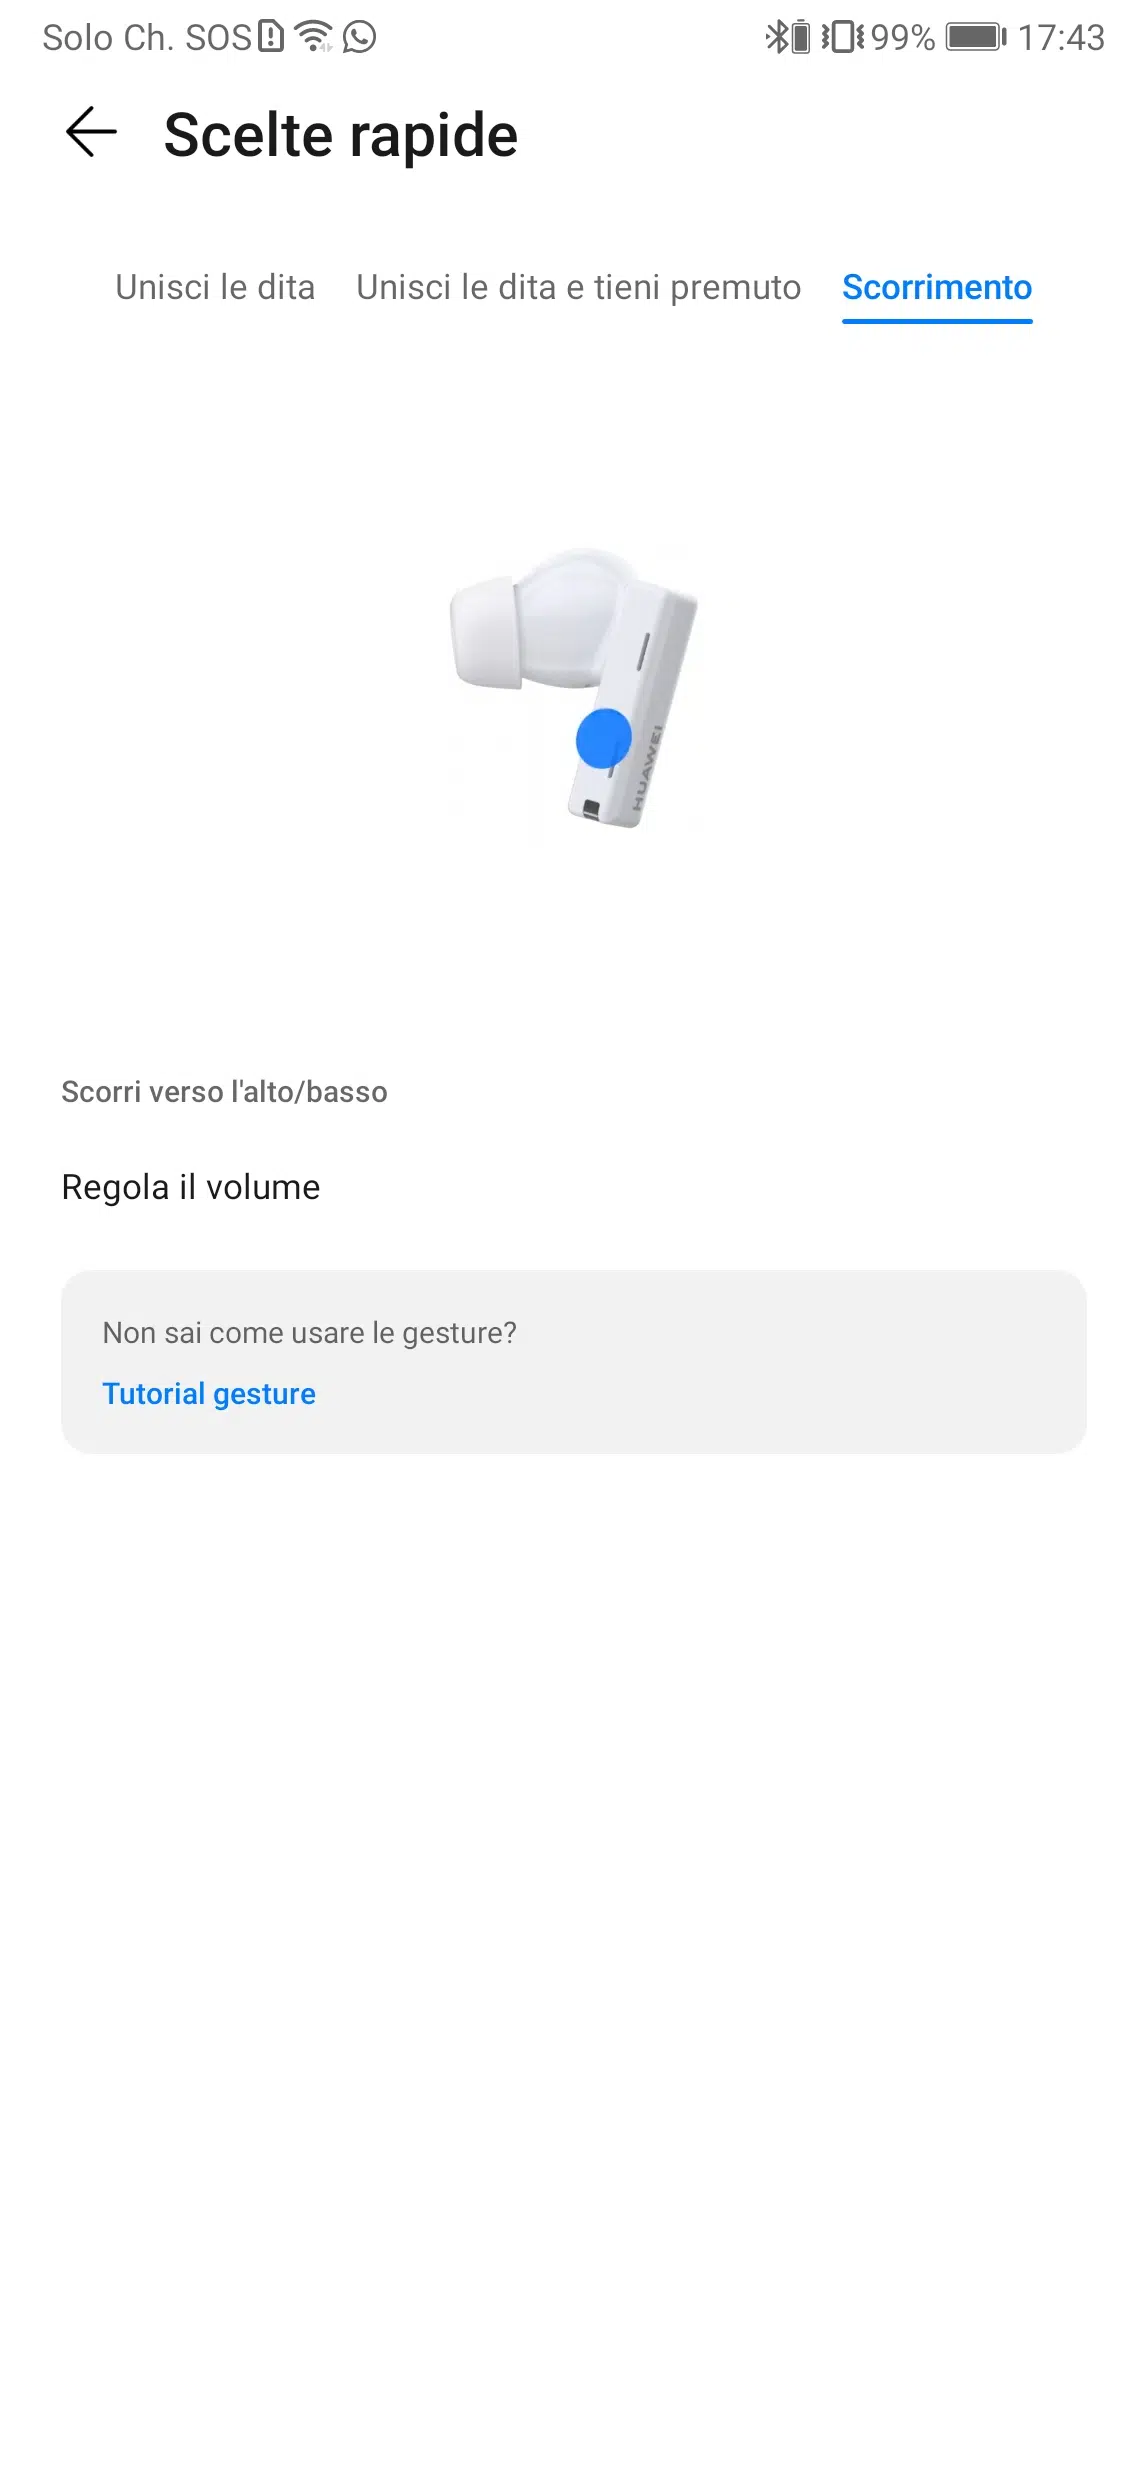 Solo Ch. SOS 99% 17:43
Scelte rapide
Unisci le dita Unisci le dita e tieni premuto Scorrimento
HUAWEI
Scorri verso l'alto/basso
Regola il volume
Non sai come usare le gesture?
Tutorial gesture